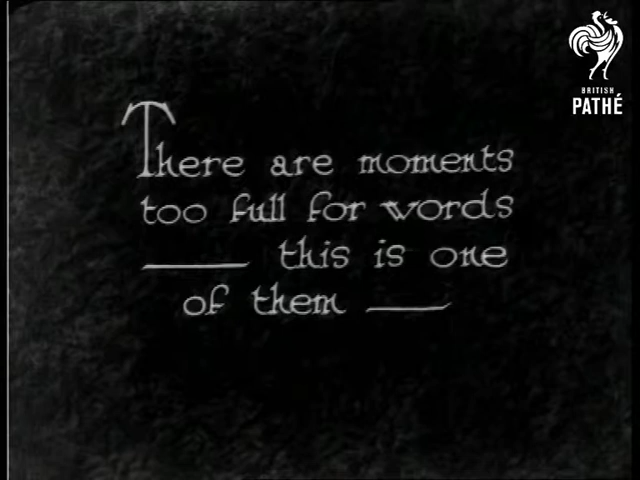 BRITISH
PATHÉ
There are moments
too full for words
—— this is one
of them ——